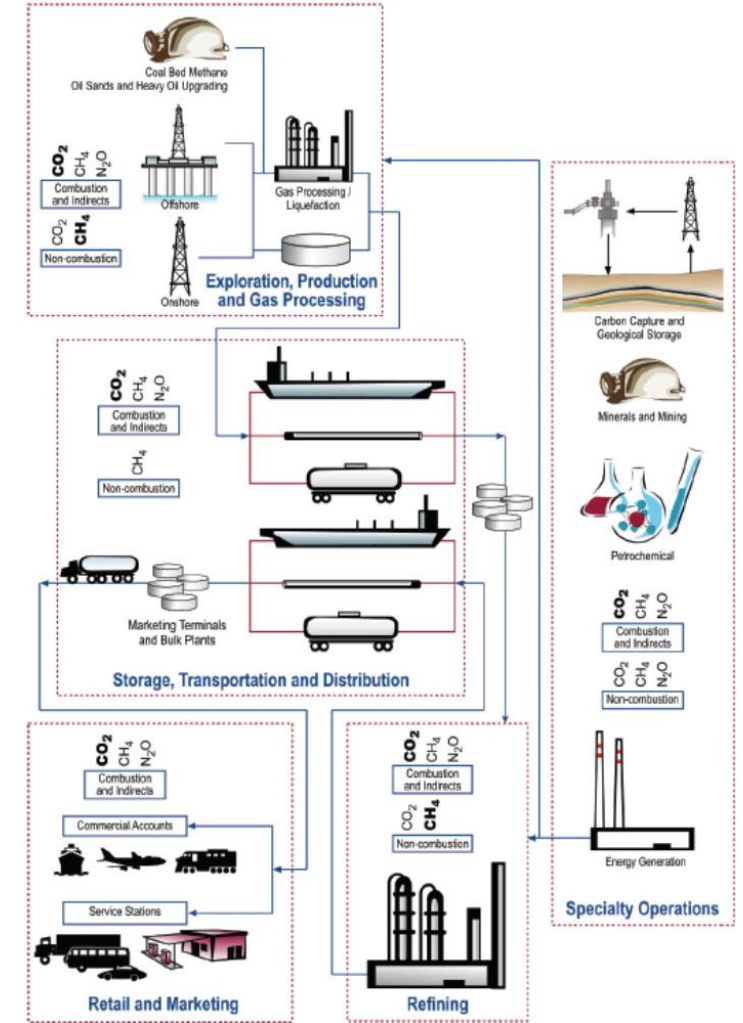 Coal Bed Methane
Oil Sands and Heavy Oil Upgrading
CO₂
CH₄
N₂O
Combustion
and Indirects
CO₂
CH₄
Non-combustion
Offshore
Onshore
Gas Processing /
Liquefaction
Exploration, Production
and Gas Processing
CO₂
CH₄
N₂O
Combustion
and Indirects
CH₄
Non-combustion
Marketing Terminals
and Bulk Plants
Storage, Transportation and Distribution
Carbon Capture and
Geological Storage
Minerals and Mining
Petrochemical
CO₂
CH₄
N₂O
Combustion
and Indirects
CO₂
CH₄
N₂O
Non-combustion
Energy Generation
Specialty Operations
CO₂
CH₄
N₂O
Combustion
and Indirects
Commercial Accounts
Service Stations
Retail and Marketing
CO₂
CH₄
N₂O
Combustion
and Indirects
CO₂
CH₄
Non-combustion
Refining